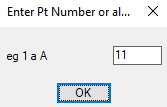 Enter Pt Number or al...
eg 1 a A 11
OK